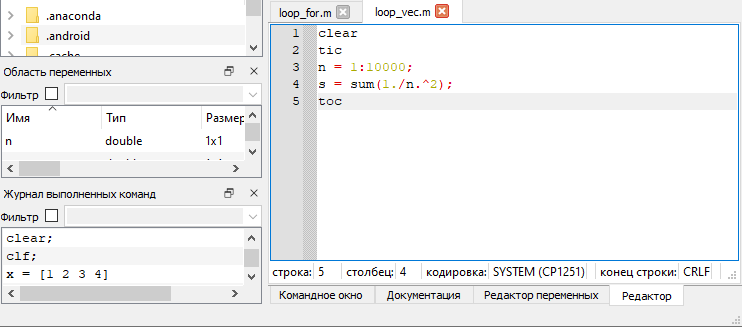 .anaconda
.android
.cache
Область переменных
Фильтр
Имя Тип Размер
n double 1x1
Журнал выполненных команд
Фильтр
clear;
clf;
x = [1 2 3 4]
loop_for.m loop_vec.m
1 clear
2 tic
3 n = 1:10000;
4 s = sum(1./n.^2);
5 toc
строка: 5 столбец: 4 кодировка: SYSTEM (CP1251) конец строки: CRLF
Командное окно Документация Редактор переменных Редактор